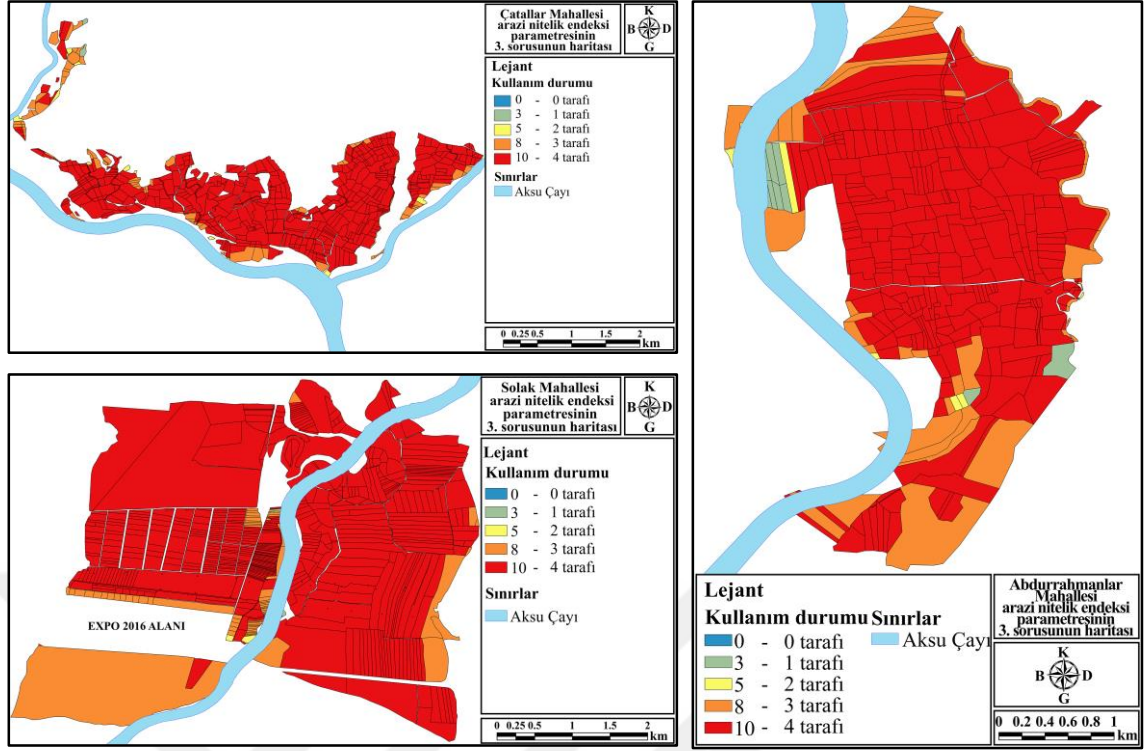 Çatallar Mahallesi
arazi nitelik endeksi
parametresinin
3. sorusunun haritası
K
B D
G
Lejant
Kullanım durumu
0 - 0 tarafı
3 - 1 tarafı
5 - 2 tarafı
8 - 3 tarafı
10 - 4 tarafı
Sınırlar
Aksu Çayı
0 0.25 0.5 1 1.5 2
km
Solak Mahallesi
arazi nitelik endeksi
parametresinin
3. sorusunun haritası
K
B D
G
Lejant
Kullanım durumu
0 - 0 tarafı
3 - 1 tarafı
5 - 2 tarafı
8 - 3 tarafı
10 - 4 tarafı
Sınırlar
Aksu Çayı
EXPO 2016 ALANI
0 0.25 0.5 1 1.5 2
km
Lejant
Kullanım durumu Sınırlar
0 - 0 tarafı Aksu Çayı
3 - 1 tarafı
5 - 2 tarafı
8 - 3 tarafı
10 - 4 tarafı
Abdurrahmanlar
Mahallesi
arazi nitelik endeksi
parametresinin
3. sorusunun haritası
K
B D
G
0 0.2 0.4 0.6 0.8 1
km